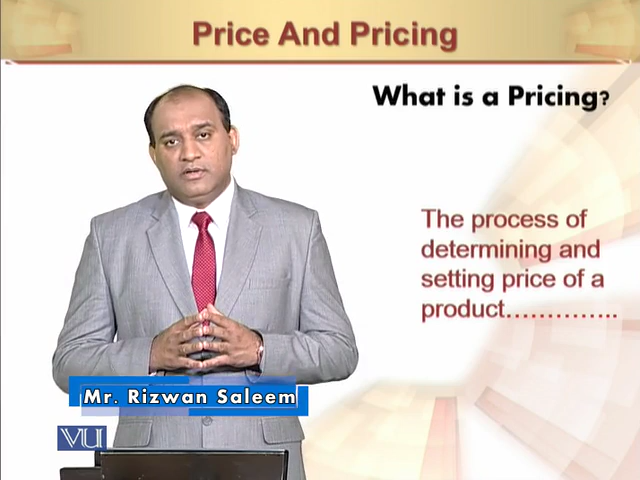 Price And Pricing
What is a Pricing?
The process of
determining and
setting price of a
product…………..
Mr. Rizwan Saleem
VU